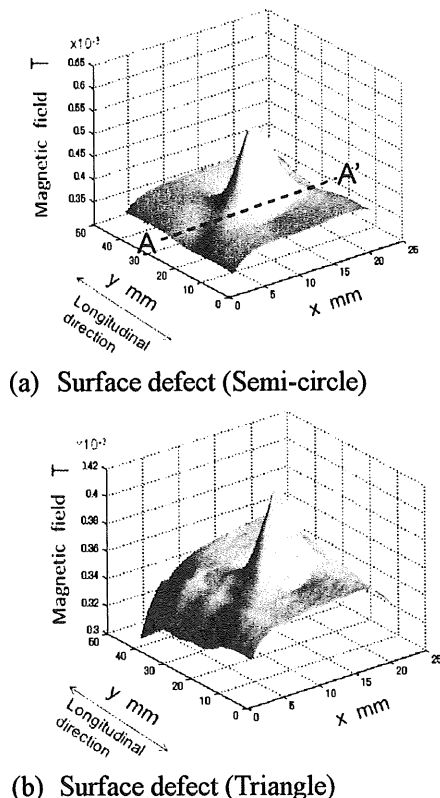 ×10⁻³
0.65
0.6
0.55
0.5
0.45
0.4
0.35
Magnetic field T
A
A'
50
40
30
20
10
0
y mm
0
5
10
15
20
25
x mm
Longitudinal
direction
(a) Surface defect (Semi-circle)
×10⁻³
0.42
0.4
0.38
0.36
0.34
0.32
0.3
Magnetic field T
40
30
20
10
0
y mm
0
5
10
15
20
25
x mm
Longitudinal
direction
(b) Surface defect (Triangle)